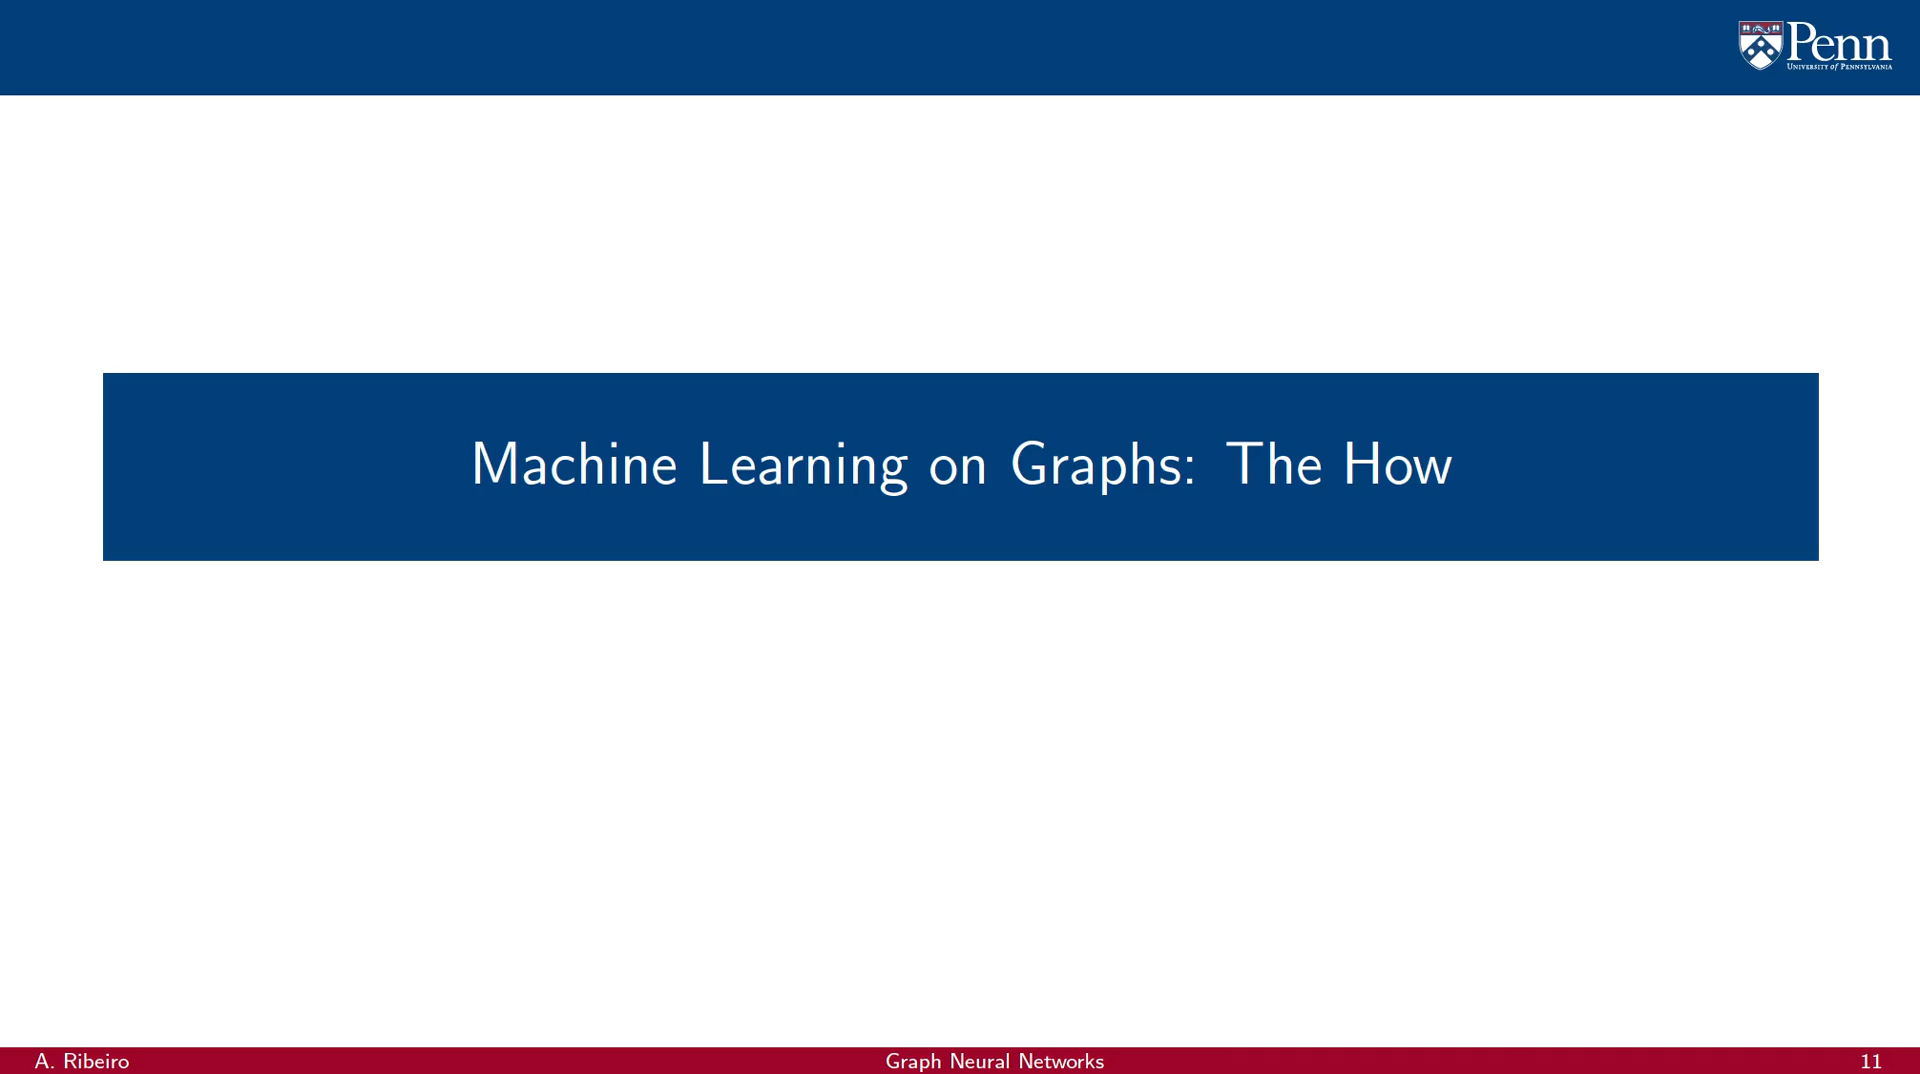 Penn
University of Pennsylvania
Machine Learning on Graphs: The How
A. Ribeiro
Graph Neural Networks
11